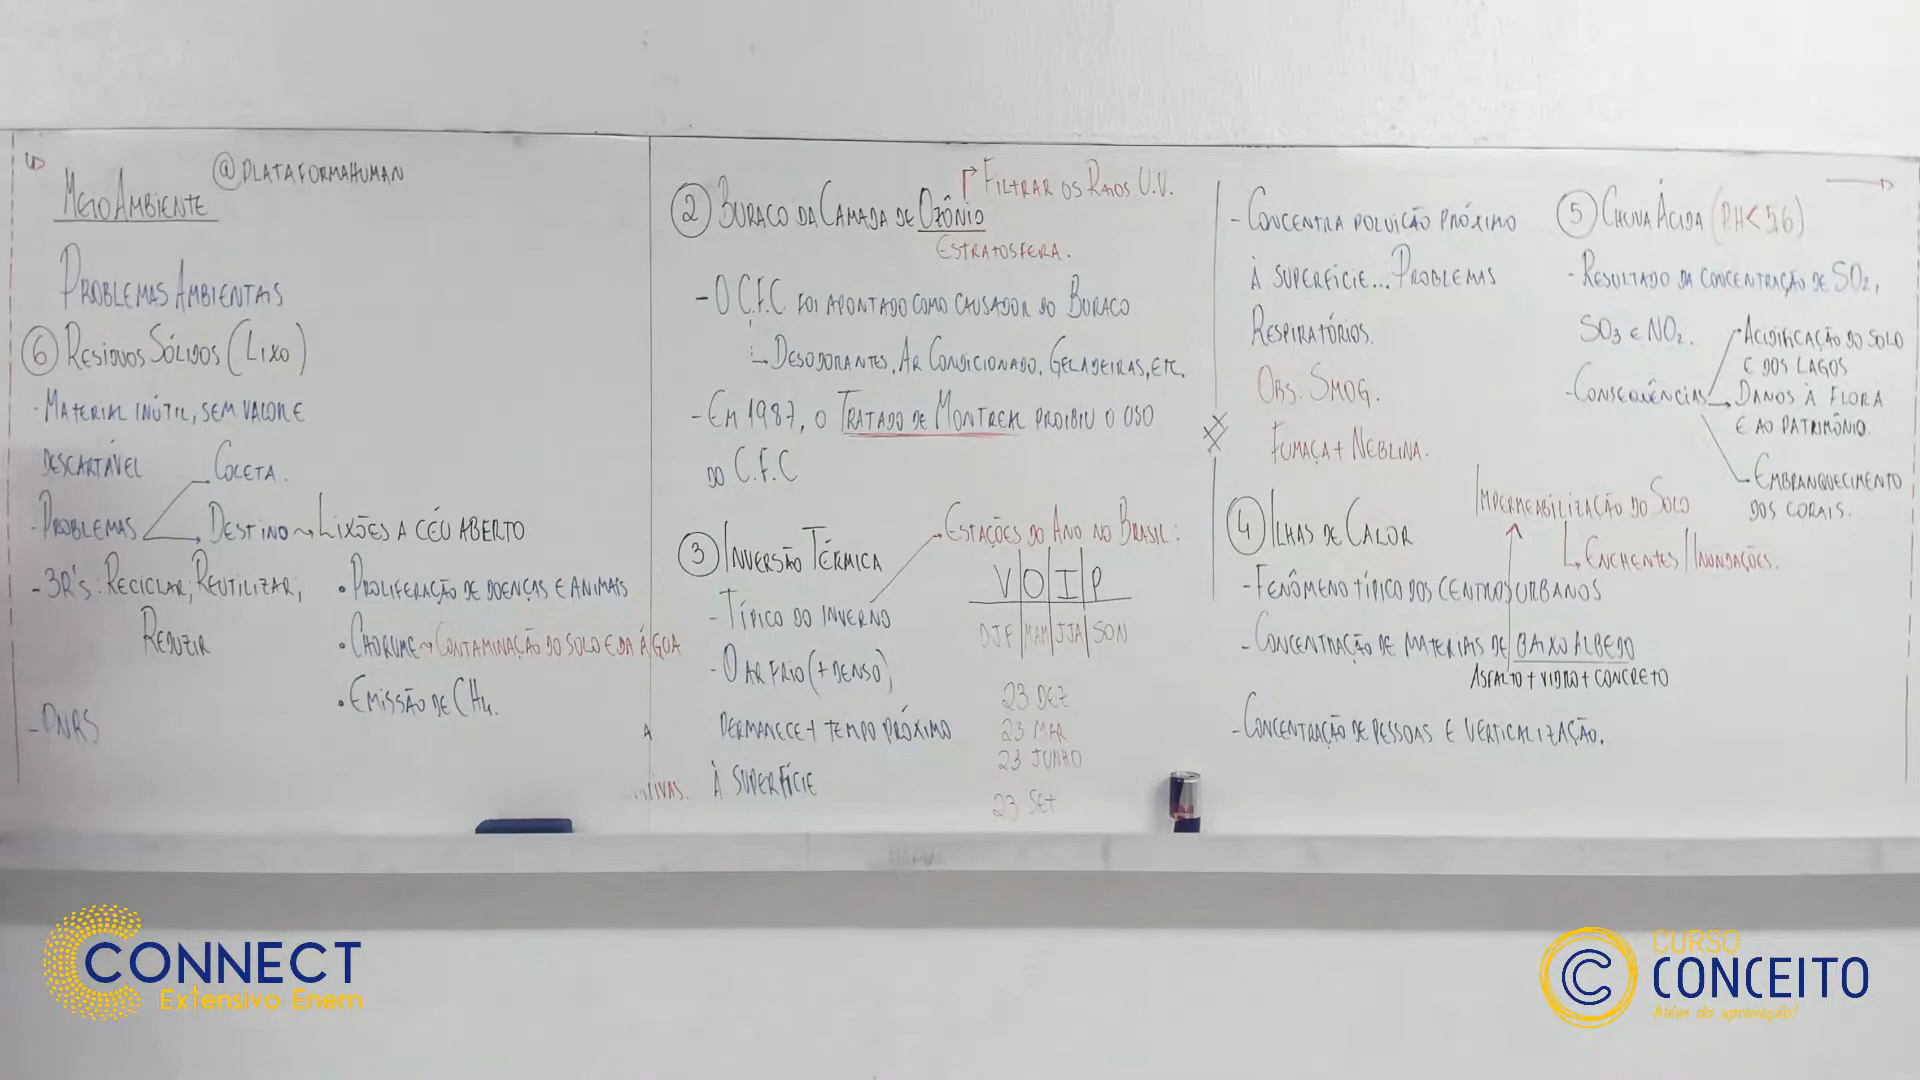 @PLATAFORMAHUMAN
MEIO AMBIENTE
PROBLEMAS AMBIENTAIS
6 RESÍDUOS SÓLIDOS (LIXO)
- MATERIAL INÚTIL, SEM VALOR E
DESCARTÁVEL
- PROBLEMAS
COLETA.
DESTINO → LIXÕES A CÉU ABERTO
- 3R's: RECICLAR; REUTILIZAR;
REDUZIR
• PROLIFERAÇÃO DE DOENÇAS E ANIMAIS
• CHORUME → CONTAMINAÇÃO DO SOLO E DA ÁGUA
• EMISSÃO DE CH4.
- PNRS
2 BURACO DA CAMADA DE OZÔNIO
FILTRAR OS RAIOS U.V.
ESTRATOSFERA.
- O C.F.C FOI APONTADO COMO CAUSADOR DO BURACO
DESODORANTES, AR CONDICIONADO, GELADEIRAS, ETC.
- EM 1987, O TRATADO DE MONTREAL PROIBIU O USO
DO C.F.C
3 INVERSÃO TÉRMICA
ESTAÇÕES DO ANO NO BRASIL:
V O I P
DJF MAM JJA SON
23 DEZ
23 MAR
23 JUNHO
23 SET
- TÍPICO DO INVERNO
- O AR FRIO (+ DENSO)
PERMANECE + TEMPO PRÓXIMO
À SUPERFÍCIE
- CONCENTRA POLUIÇÃO PRÓXIMO
À SUPERFÍCIE... PROBLEMAS
RESPIRATÓRIOS.
OBS. SMOG.
FUMAÇA + NEBLINA.
4 ILHAS DE CALOR
IMPERMEABILIZAÇÃO DO SOLO
ENCHENTES / INUNDAÇÕES.
- FENÔMENO TÍPICO DOS CENTROS URBANOS
- CONCENTRAÇÃO DE MATERIAIS DE BAIXO ALBEDO
ASFALTO + VIDRO + CONCRETO
- CONCENTRAÇÃO DE PESSOAS E VERTICALIZAÇÃO.
5 CHUVA ÁCIDA (PH < 5,6)
- RESULTADO DA CONCENTRAÇÃO DE SO2,
SO3 E NO2.
- CONSEQUÊNCIAS
ACIDIFICAÇÃO DO SOLO
E DOS LAGOS
DANOS À FLORA
E AO PATRIMÔNIO.
EMBRANQUECIMENTO
DOS CORAIS.
CONNECT
Extensivo Enem
CURSO
CONCEITO
Além da aprovação!